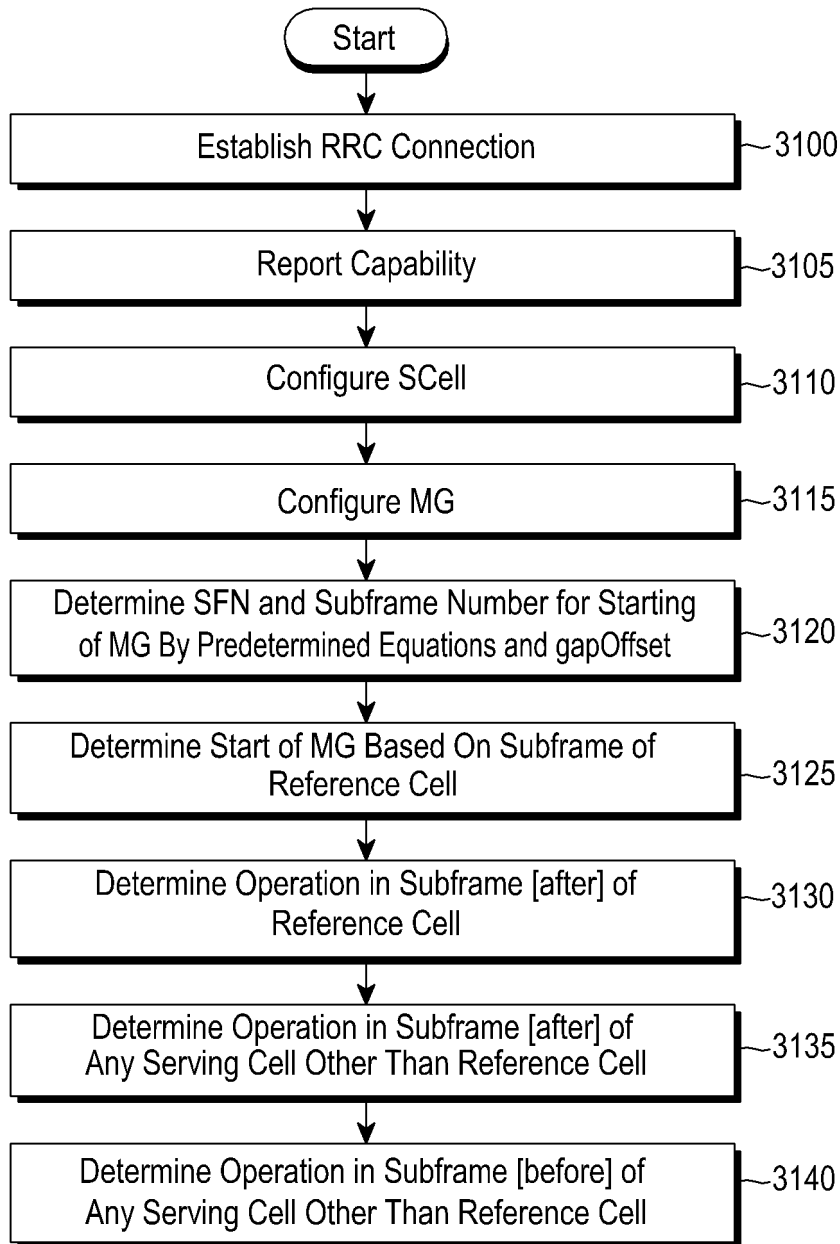 Start
Establish RRC Connection
3100
Report Capability
3105
Configure SCell
3110
Configure MG
3115
Determine SFN and Subframe Number for Starting
of MG By Predetermined Equations and gapOffset
3120
Determine Start of MG Based On Subframe of
Reference Cell
3125
Determine Operation in Subframe [after] of
Reference Cell
3130
Determine Operation in Subframe [after] of
Any Serving Cell Other Than Reference Cell
3135
Determine Operation in Subframe [before] of
Any Serving Cell Other Than Reference Cell
3140